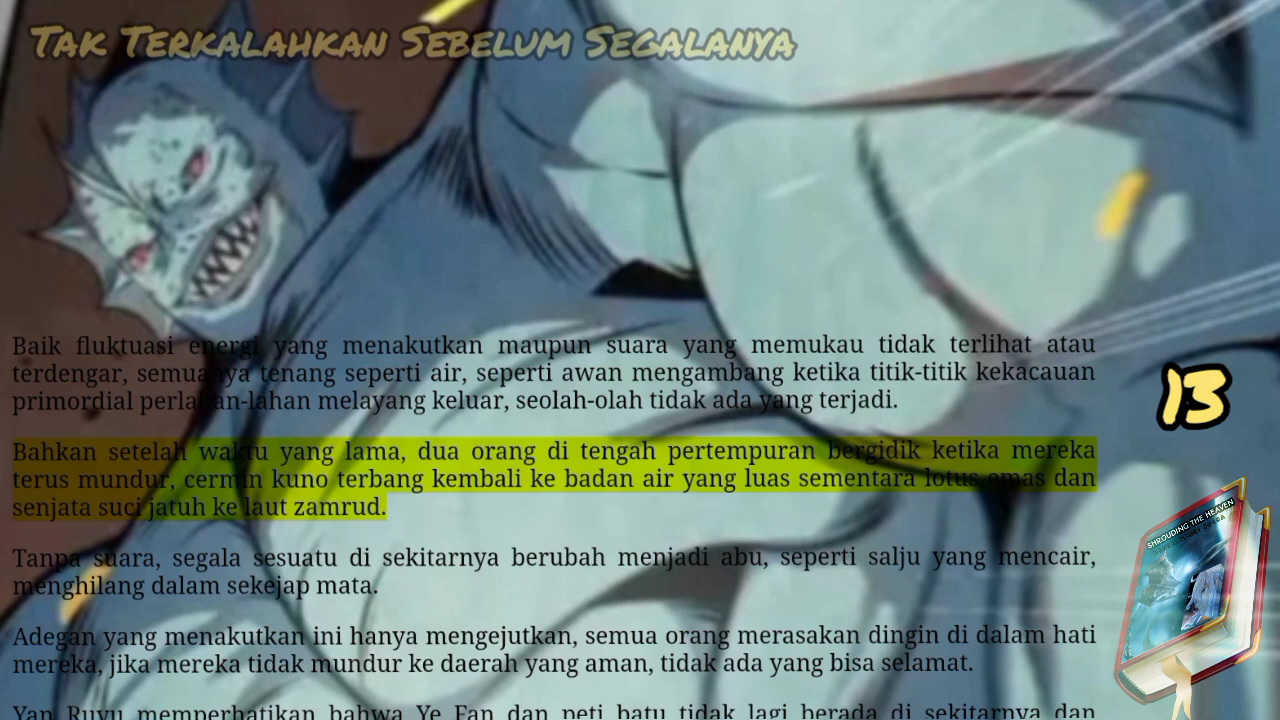 Tak Terkalahkan Sebelum Segalanya
Baik fluktuasi energi yang menakutkan maupun suara yang memukau tidak terlihat atau
terdengar, semuanya tenang seperti air, seperti awan mengambang ketika titik-titik kekacauan
primordial perlahan-lahan melayang keluar, seolah-olah tidak ada yang terjadi.
13
Bahkan setelah waktu yang lama, dua orang di tengah pertempuran bergidik ketika mereka
terus mundur, cermin kuno terbang kembali ke badan air yang luas sementara lotus emas dan
senjata suci jatuh ke laut zamrud.
SHROUDING THE HEAVEN
Tanpa suara, segala sesuatu di sekitarnya berubah menjadi abu, seperti salju yang mencair,
menghilang dalam sekejap mata.
Adegan yang menakutkan ini hanya mengejutkan, semua orang merasakan dingin di dalam hati
mereka, jika mereka tidak mundur ke daerah yang aman, tidak ada yang bisa selamat.
Yan Ruyu memperhatikan bahwa Ye Fan dan peti batu tidak lagi berada di sekitarnya dan